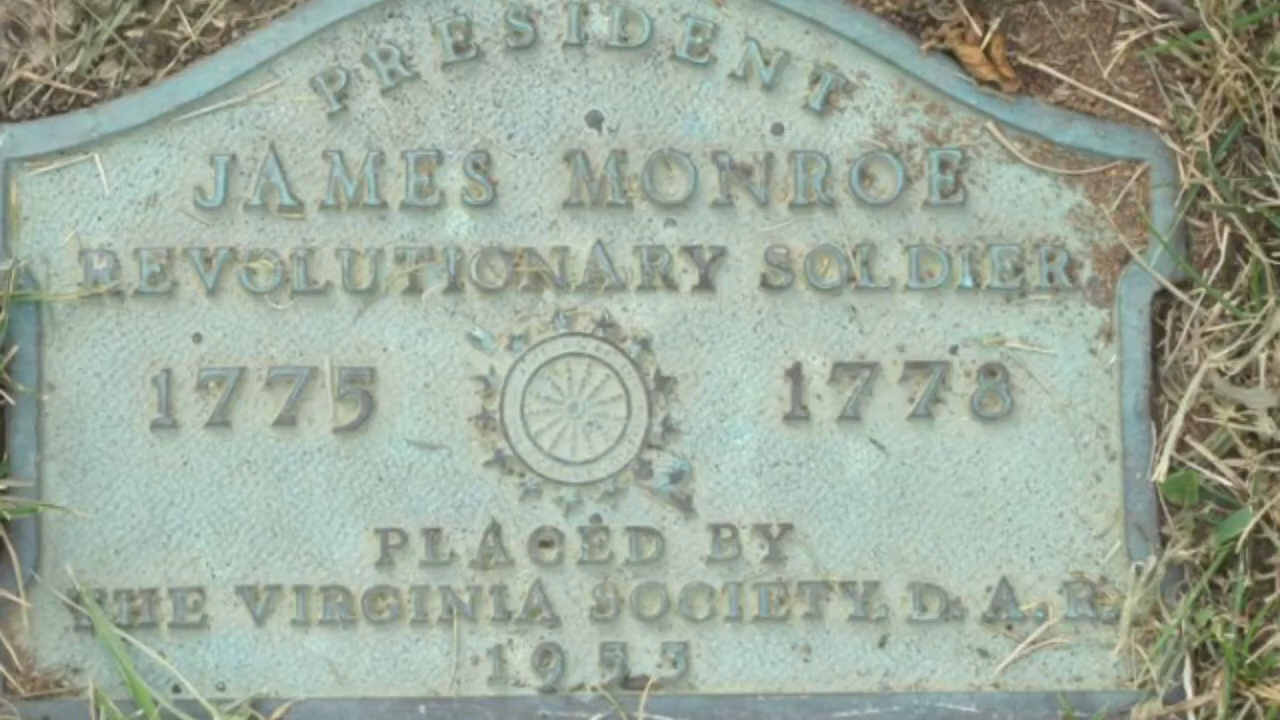 PRESIDENT
JAMES MONROE
REVOLUTIONARY SOLDIER
1775 1778
PLACED BY
THE VIRGINIA SOCIETY D. A. R.